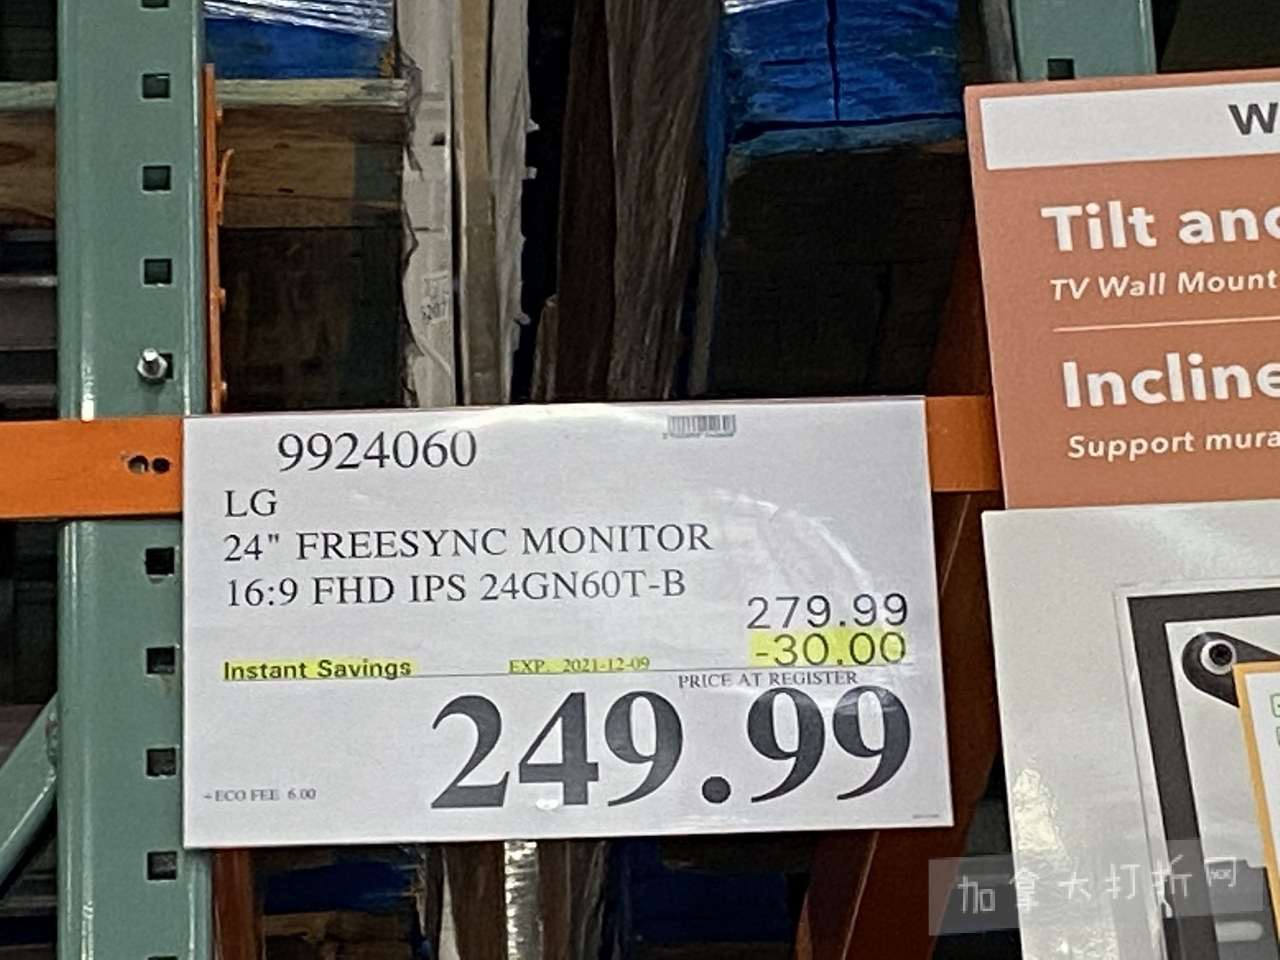 9924060
LG
24" FREESYNC MONITOR
16:9 FHD IPS 24GN60T-B
279.99
-30.00
Instant Savings EXP. 2021-12-09
PRICE AT REGISTER
249.99
+ECO FEE 6.00
W
Tilt and
TV Wall Mount
Incline
Support mura
加拿大打折网